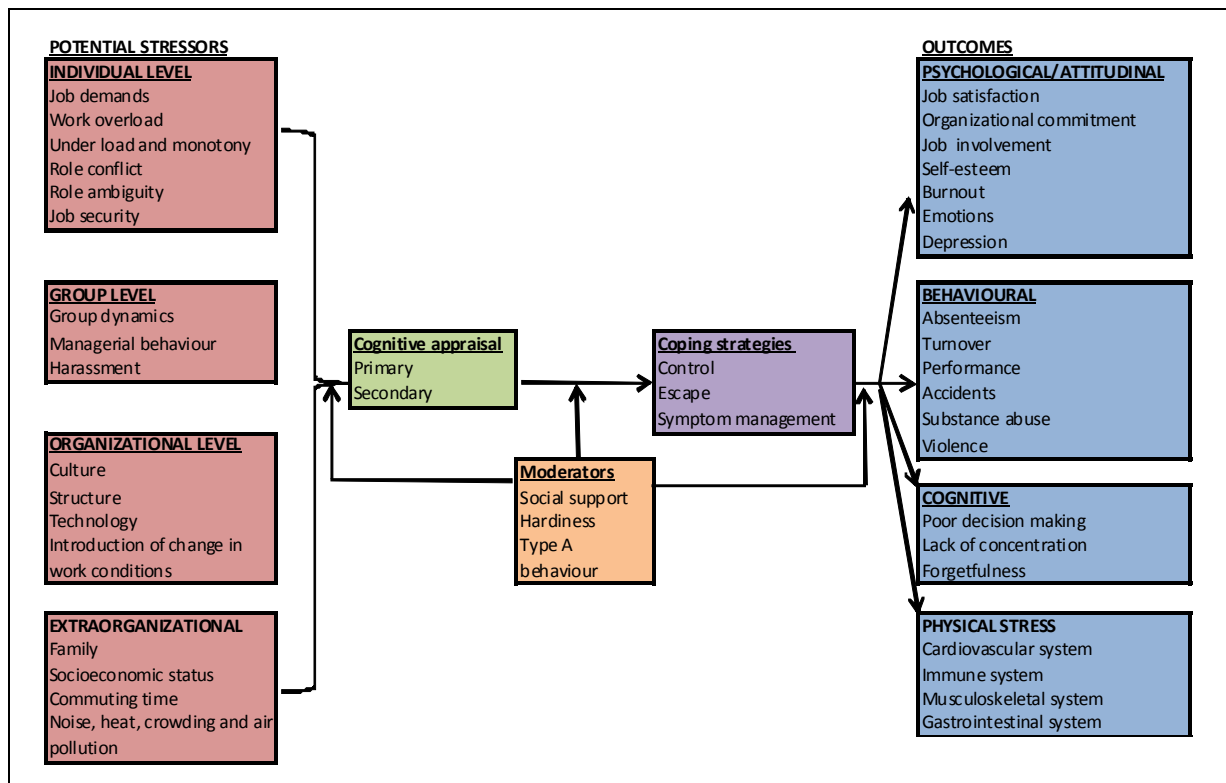 POTENTIAL STRESSORS
INDIVIDUAL LEVEL
Job demands
Work overload
Under load and monotony
Role conflict
Role ambiguity
Job security
GROUP LEVEL
Group dynamics
Managerial behaviour
Harassment
ORGANIZATIONAL LEVEL
Culture
Structure
Technology
Introduction of change in
work conditions
EXTRAORGANIZATIONAL
Family
Socioeconomic status
Commuting time
Noise, heat, crowding and air
pollution
Cognitive appraisal
Primary
Secondary
Moderators
Social support
Hardiness
Type A
behaviour
Coping strategies
Control
Escape
Symptom management
OUTCOMES
PSYCHOLOGICAL/ATTITUDINAL
Job satisfaction
Organizational commitment
Job involvement
Self-esteem
Burnout
Emotions
Depression
BEHAVIOURAL
Absenteeism
Turnover
Performance
Accidents
Substance abuse
Violence
COGNITIVE
Poor decision making
Lack of concentration
Forgetfulness
PHYSICAL STRESS
Cardiovascular system
Immune system
Musculoskeletal system
Gastrointestinal system